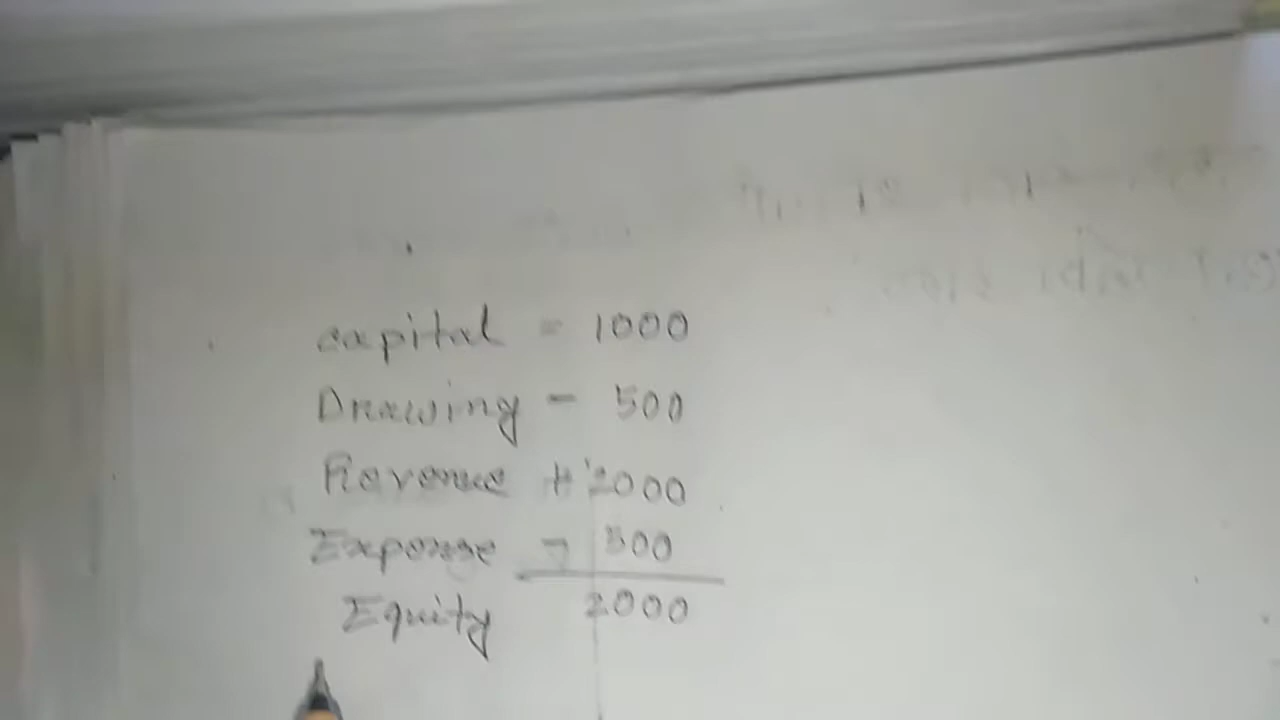 capital = 1000
Drawing - 500
Revenue + 2000
Expense - 500
Equity 2000